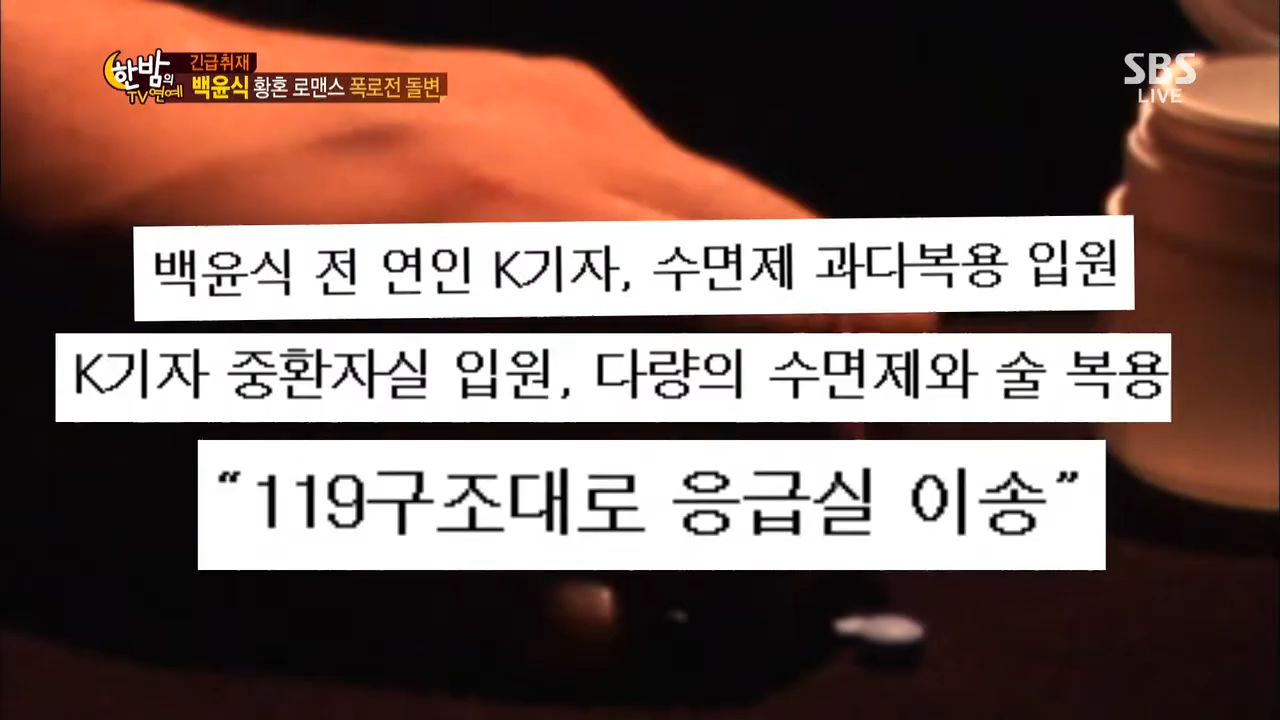 한밤의
TV연예
긴급취재
백윤식 황혼 로맨스 폭로전 돌변
SBS
LIVE
백윤식 전 연인 K기자, 수면제 과다복용 입원
K기자 중환자실 입원, 다량의 수면제와 술 복용
“119구조대로 응급실 이송”